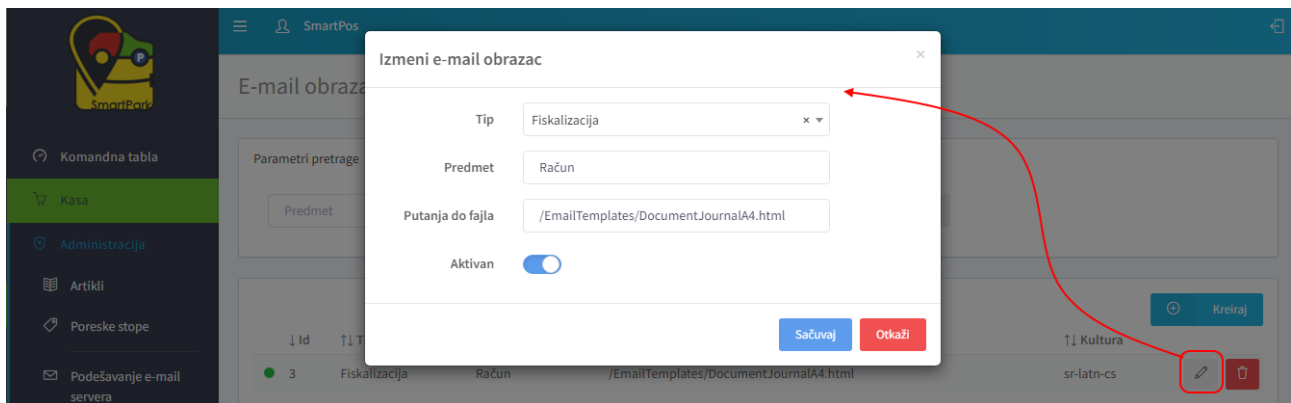 SmartPos
P
SmartPark
Izmeni e-mail obrazac
×
E-mail obraza
Tip
Fiskalizacija
×
Komandna tabla
Parametri pretrage
Predmet
Račun
Kasa
Predmet
Putanja do fajla
/EmailTemplates/DocumentJournalA4.html
Administracija
Aktivan
Artikli
Kreiraj
Poreske stope
Sačuvaj
Otkaži
↓ Id
↑↓ T
↑↓ Kultura
3
Fiskalizacija
Račun
/EmailTemplates/DocumentJournalA4.html
sr-latn-cs
Podešavanje e-mail
servera